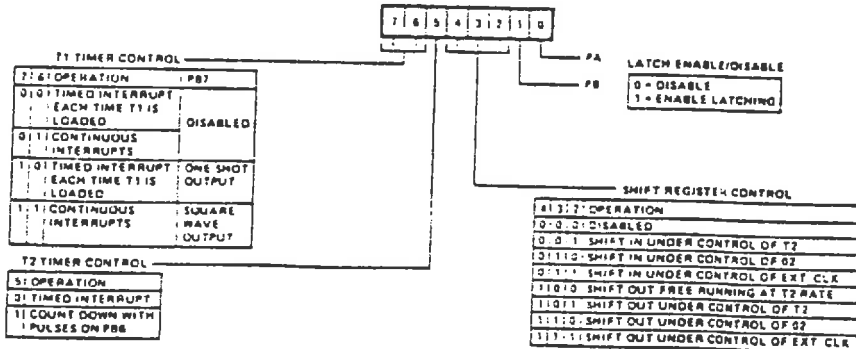 7 6 5 4 3 2 1 0
T1 TIMER CONTROL
7 6 OPERATION PB7
0 0 TIMED INTERRUPT
EACH TIME T1 IS
LOADED
DISABLED
0 1 CONTINUOUS
INTERRUPTS
1 0 TIMED INTERRUPT ONE SHOT
EACH TIME T1 IS OUTPUT
LOADED
1 1 CONTINUOUS SQUARE
INTERRUPTS WAVE
OUTPUT
T2 TIMER CONTROL
5 OPERATION
0 TIMED INTERRUPT
1 COUNT DOWN WITH
PULSES ON PB6
PA
PB
LATCH ENABLE/DISABLE
0 = DISABLE
1 = ENABLE LATCHING
SHIFT REGISTER CONTROL
4 3 2 OPERATION
0 0 0 DISABLED
0 0 1 SHIFT IN UNDER CONTROL OF T2
0 1 0 SHIFT IN UNDER CONTROL OF 02
0 1 1 SHIFT IN UNDER CONTROL OF EXT CLK
1 0 0 SHIFT OUT FREE RUNNING AT T2 RATE
1 0 1 SHIFT OUT UNDER CONTROL OF T2
1 1 0 SHIFT OUT UNDER CONTROL OF 02
1 1 1 SHIFT OUT UNDER CONTROL OF EXT CLK